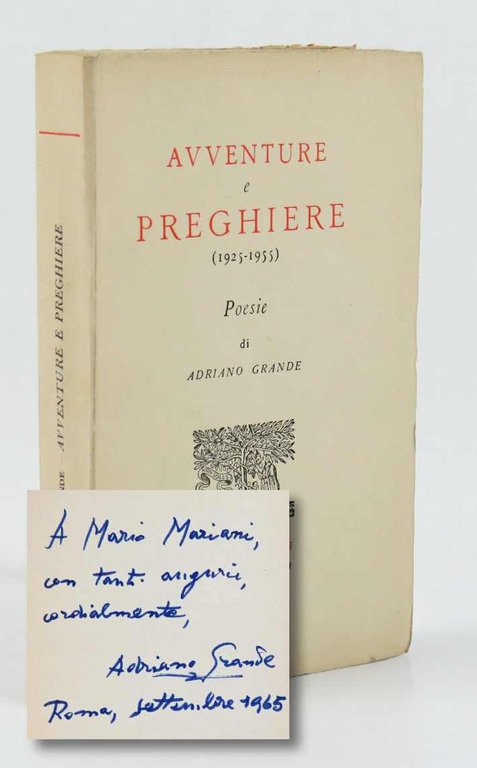 AVVENTURE
e
PREGHIERE
(1925-1955)
Poesie
di
ADRIANO GRANDE
AVVENTURE E PREGHIERE
A Mario Mariani,
con tanti auguri,
cordialmente,
Adriano Grande
Roma, settembre 1965